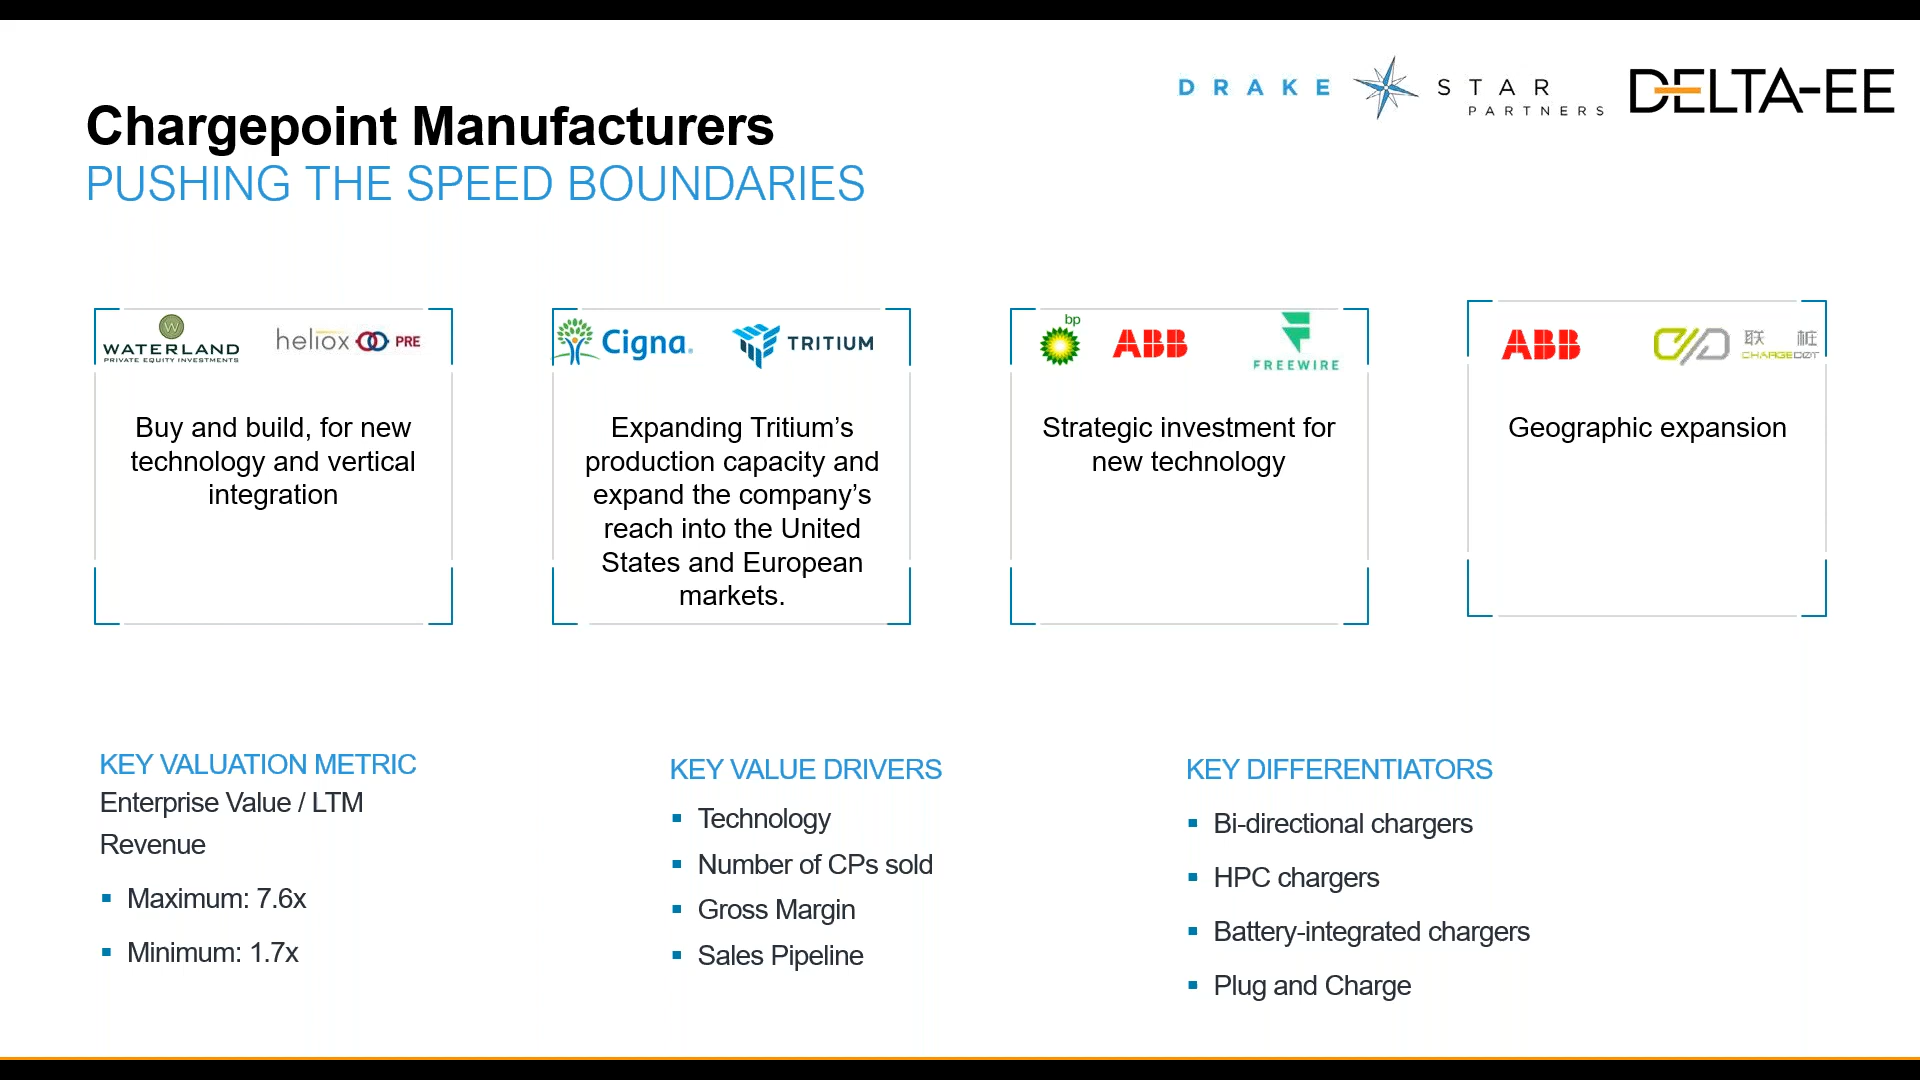 DRAKE STAR
PARTNERS
DELTA-EE
Chargepoint Manufacturers
PUSHING THE SPEED BOUNDARIES
W
WATERLAND
PRIVATE EQUITY INVESTMENTS
heliox PRE
Buy and build, for new
technology and vertical
integration
Cigna.
TRITIUM
Expanding Tritium’s
production capacity and
expand the company’s
reach into the United
States and European
markets.
bp
ABB
FREEWIRE
Strategic investment for
new technology
ABB
联 桩
CHARGEDOT
Geographic expansion
KEY VALUATION METRIC
Enterprise Value / LTM
Revenue
▪ Maximum: 7.6x
▪ Minimum: 1.7x
KEY VALUE DRIVERS
▪ Technology
▪ Number of CPs sold
▪ Gross Margin
▪ Sales Pipeline
KEY DIFFERENTIATORS
▪ Bi-directional chargers
▪ HPC chargers
▪ Battery-integrated chargers
▪ Plug and Charge